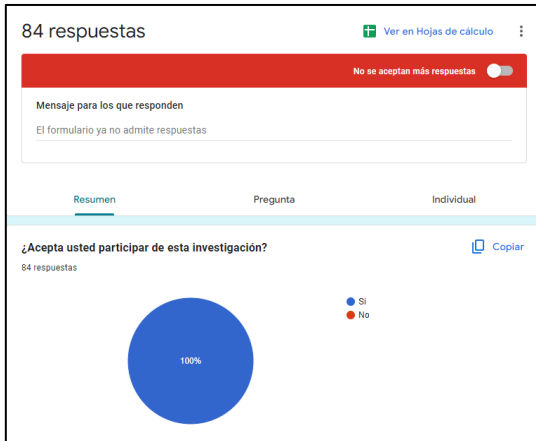 84 respuestas
Ver en Hojas de cálculo
No se aceptan más respuestas
Mensaje para los que responden
El formulario ya no admite respuestas
Resumen
Pregunta
Individual
¿Acepta usted participar de esta investigación?
Copiar
84 respuestas
Si
No
100%